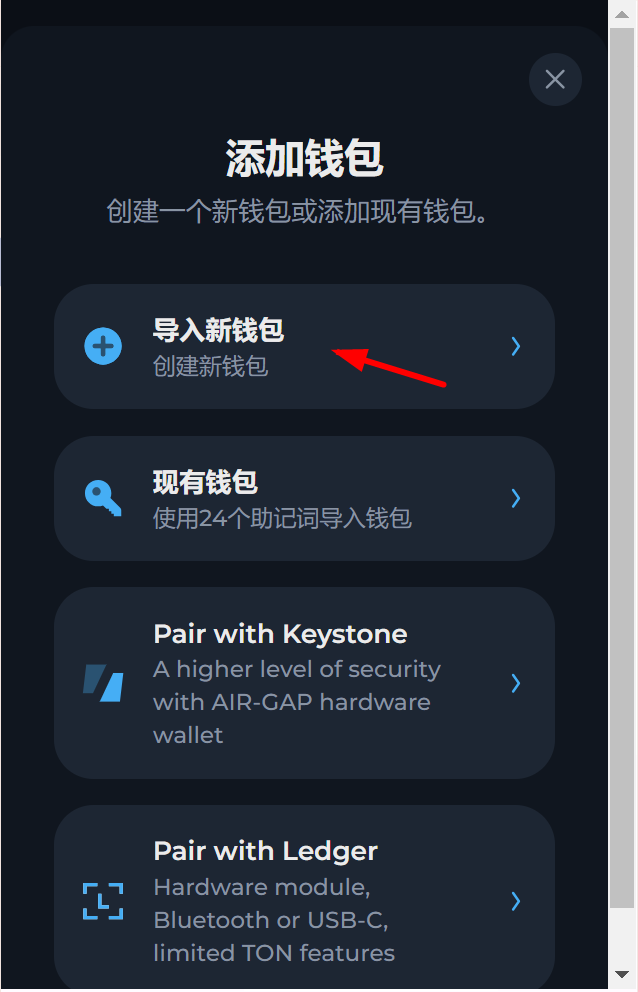 添加钱包
创建一个新钱包或添加现有钱包。
导入新钱包
创建新钱包
现有钱包
使用24个助记词导入钱包
Pair with Keystone
A higher level of security
with AIR-GAP hardware
wallet
Pair with Ledger
Hardware module,
Bluetooth or USB-C,
limited TON features